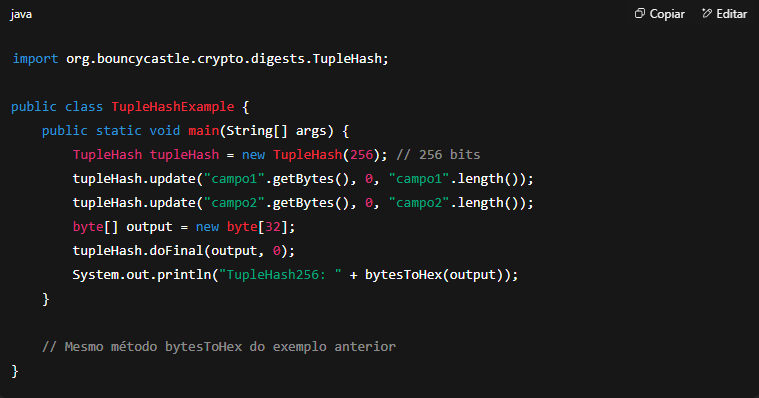 java Copiar Editar
import org.bouncycastle.crypto.digests.TupleHash;
public class TupleHashExample {
public static void main(String[] args) {
TupleHash tupleHash = new TupleHash(256); // 256 bits
tupleHash.update("campo1".getBytes(), 0, "campo1".length());
tupleHash.update("campo2".getBytes(), 0, "campo2".length());
byte[] output = new byte[32];
tupleHash.doFinal(output, 0);
System.out.println("TupleHash256: " + bytesToHex(output));
}
// Mesmo método bytesToHex do exemplo anterior
}